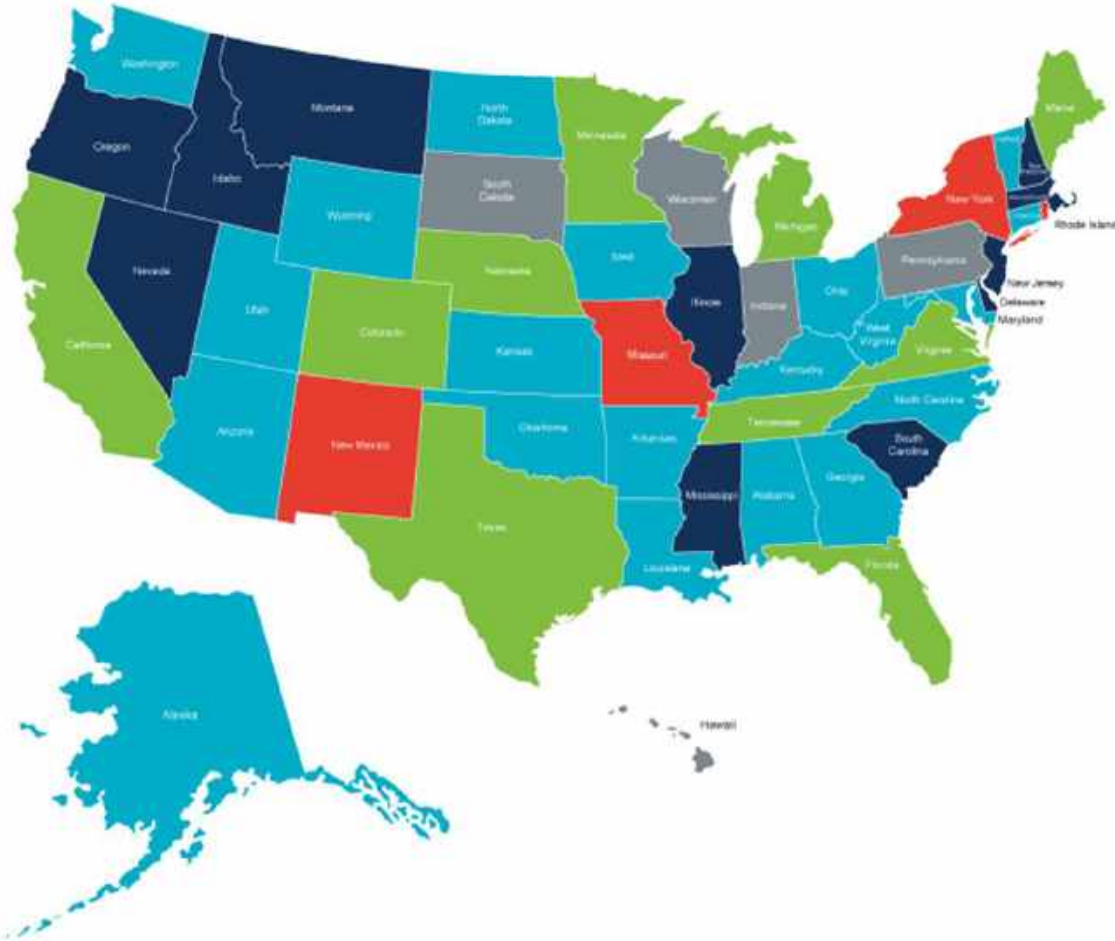 Washington
Montana
North
Dakota
Minnesota
Maine
Oregon
Idaho
South
Dakota
Wisconsin
New York
Wyoming
Michigan
Rhode Island
Iowa
Nebraska
Pennsylvania
Nevada
Illinois
Indiana
Ohio
New Jersey
Delaware
Maryland
Utah
Colorado
California
Kansas
Missouri
West
Virginia
Virginia
Kentucky
Arizona
New Mexico
Oklahoma
Arkansas
Tennessee
North Carolina
South
Carolina
Mississippi
Alabama
Georgia
Texas
Louisiana
Florida
Alaska
Hawaii